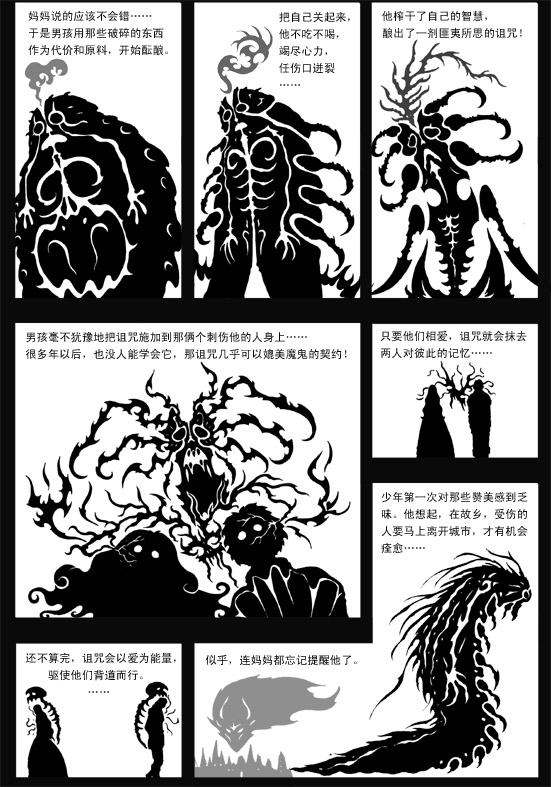 妈妈说的应该不会错……
于是男孩用那些破碎的东西
作为代价和原料，开始酝酿。
把自己关起来，
他不吃不喝，
竭尽心力，
任伤口迸裂
……
他榨干了自己的智慧，
酿出了一剂匪夷所思的诅咒！
男孩毫不犹豫地把诅咒施加到那俩个刺伤他的人身上……
很多年以后，也没人能学会它，那诅咒几乎可以媲美魔鬼的契约！
只要他们相爱，诅咒就会抹去
两人对彼此的记忆……
还不算完，诅咒会以爱为能量，
驱使他们背道而行。
……
少年第一次对那些赞美感到乏
味。他想起，在故乡，受伤的
人要马上离开城市，才有机会
痊愈……
似乎，连妈妈都忘记提醒他了。